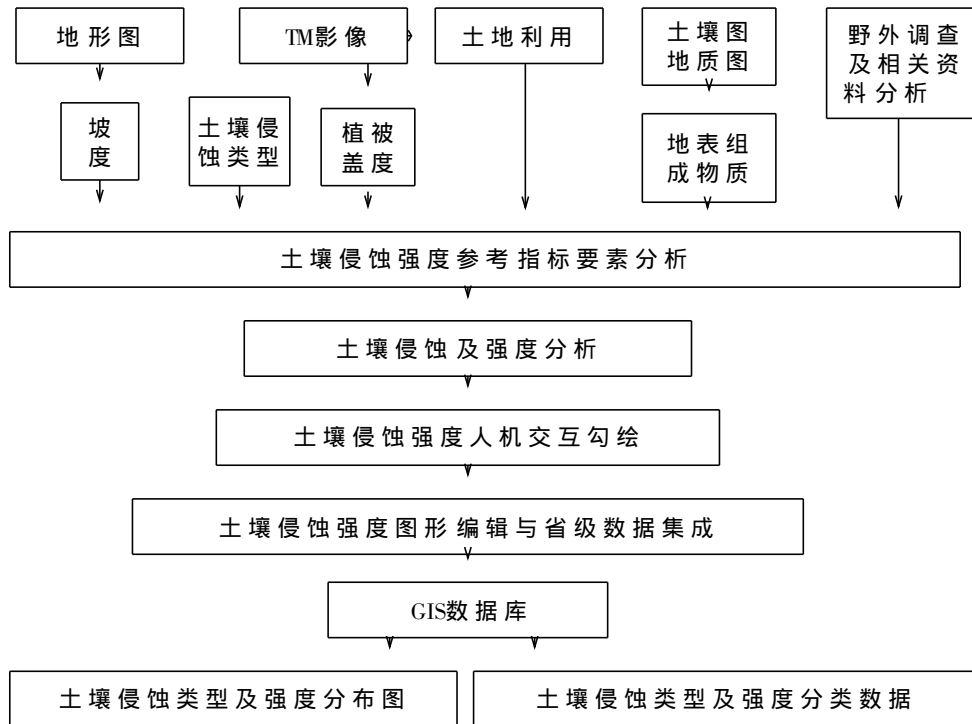 地形图
TM影像
土地利用
土壤图
地质图
野外调查
及相关资
料分析
坡
度
土壤侵
蚀类型
植被
盖度
地表组
成物质
土壤侵蚀强度参考指标要素分析
土壤侵蚀及强度分析
土壤侵蚀强度人机交互勾绘
土壤侵蚀强度图形编辑与省级数据集成
GIS数据库
土壤侵蚀类型及强度分布图
土壤侵蚀类型及强度分类数据